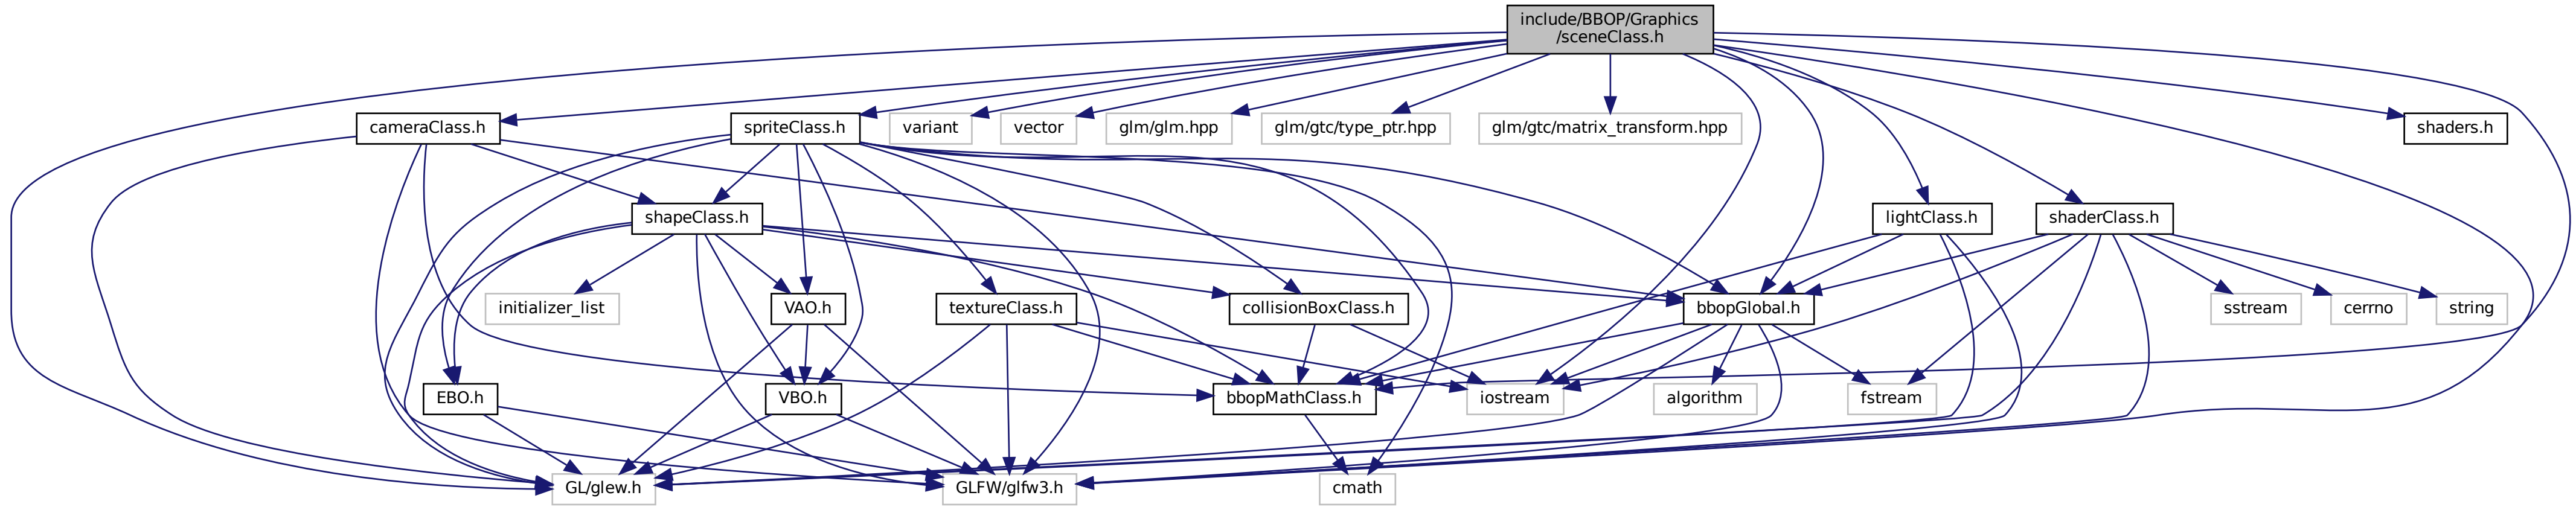 include/BBOP/Graphics
/sceneClass.h
cameraClass.h
spriteClass.h
variant
vector
glm/glm.hpp
glm/gtc/type_ptr.hpp
glm/gtc/matrix_transform.hpp
shaders.h
shapeClass.h
lightClass.h
shaderClass.h
initializer_list
VAO.h
textureClass.h
collisionBoxClass.h
bbopGlobal.h
sstream
cerrno
string
EBO.h
VBO.h
bbopMathClass.h
iostream
algorithm
fstream
GL/glew.h
GLFW/glfw3.h
cmath